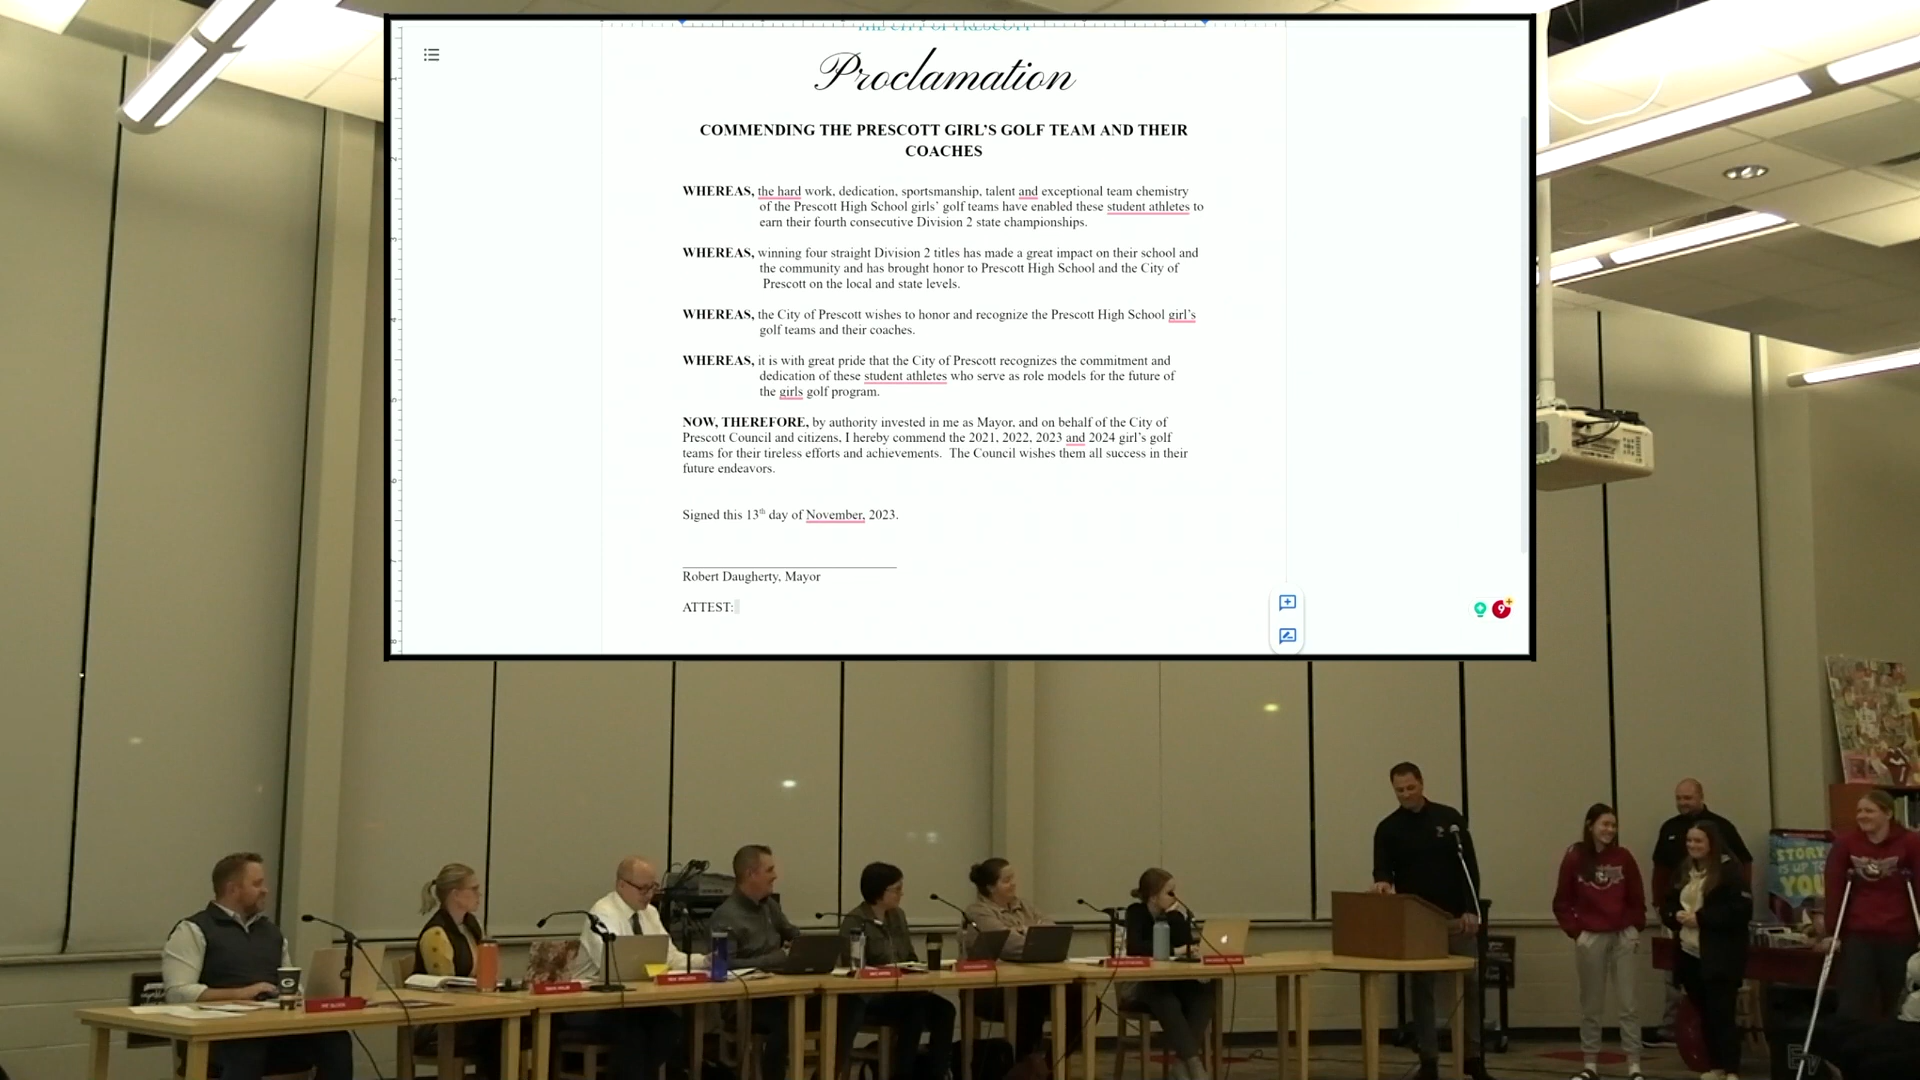 THE CITY OF PRESCOTT
Proclamation
COMMENDING THE PRESCOTT GIRL'S GOLF TEAM AND THEIR
COACHES
WHEREAS, the hard work, dedication, sportsmanship, talent and exceptional team chemistry
of the Prescott High School girls' golf teams have enabled these student athletes to
earn their fourth consecutive Division 2 state championships.
WHEREAS, winning four straight Division 2 titles has made a great impact on their school and
the community and has brought honor to Prescott High School and the City of
Prescott on the local and state levels.
WHEREAS, the City of Prescott wishes to honor and recognize the Prescott High School girl's
golf teams and their coaches.
WHEREAS, it is with great pride that the City of Prescott recognizes the commitment and
dedication of these student athletes who serve as role models for the future of
the girls golf program.
NOW, THEREFORE, by authority invested in me as Mayor, and on behalf of the City of
Prescott Council and citizens, I hereby commend the 2021, 2022, 2023 and 2024 girl's golf
teams for their tireless efforts and achievements. The Council wishes them all success in their
future endeavors.
Signed this 13th day of November, 2023.
Robert Daugherty, Mayor
ATTEST:
9
STORY
IS UP TO
YOU